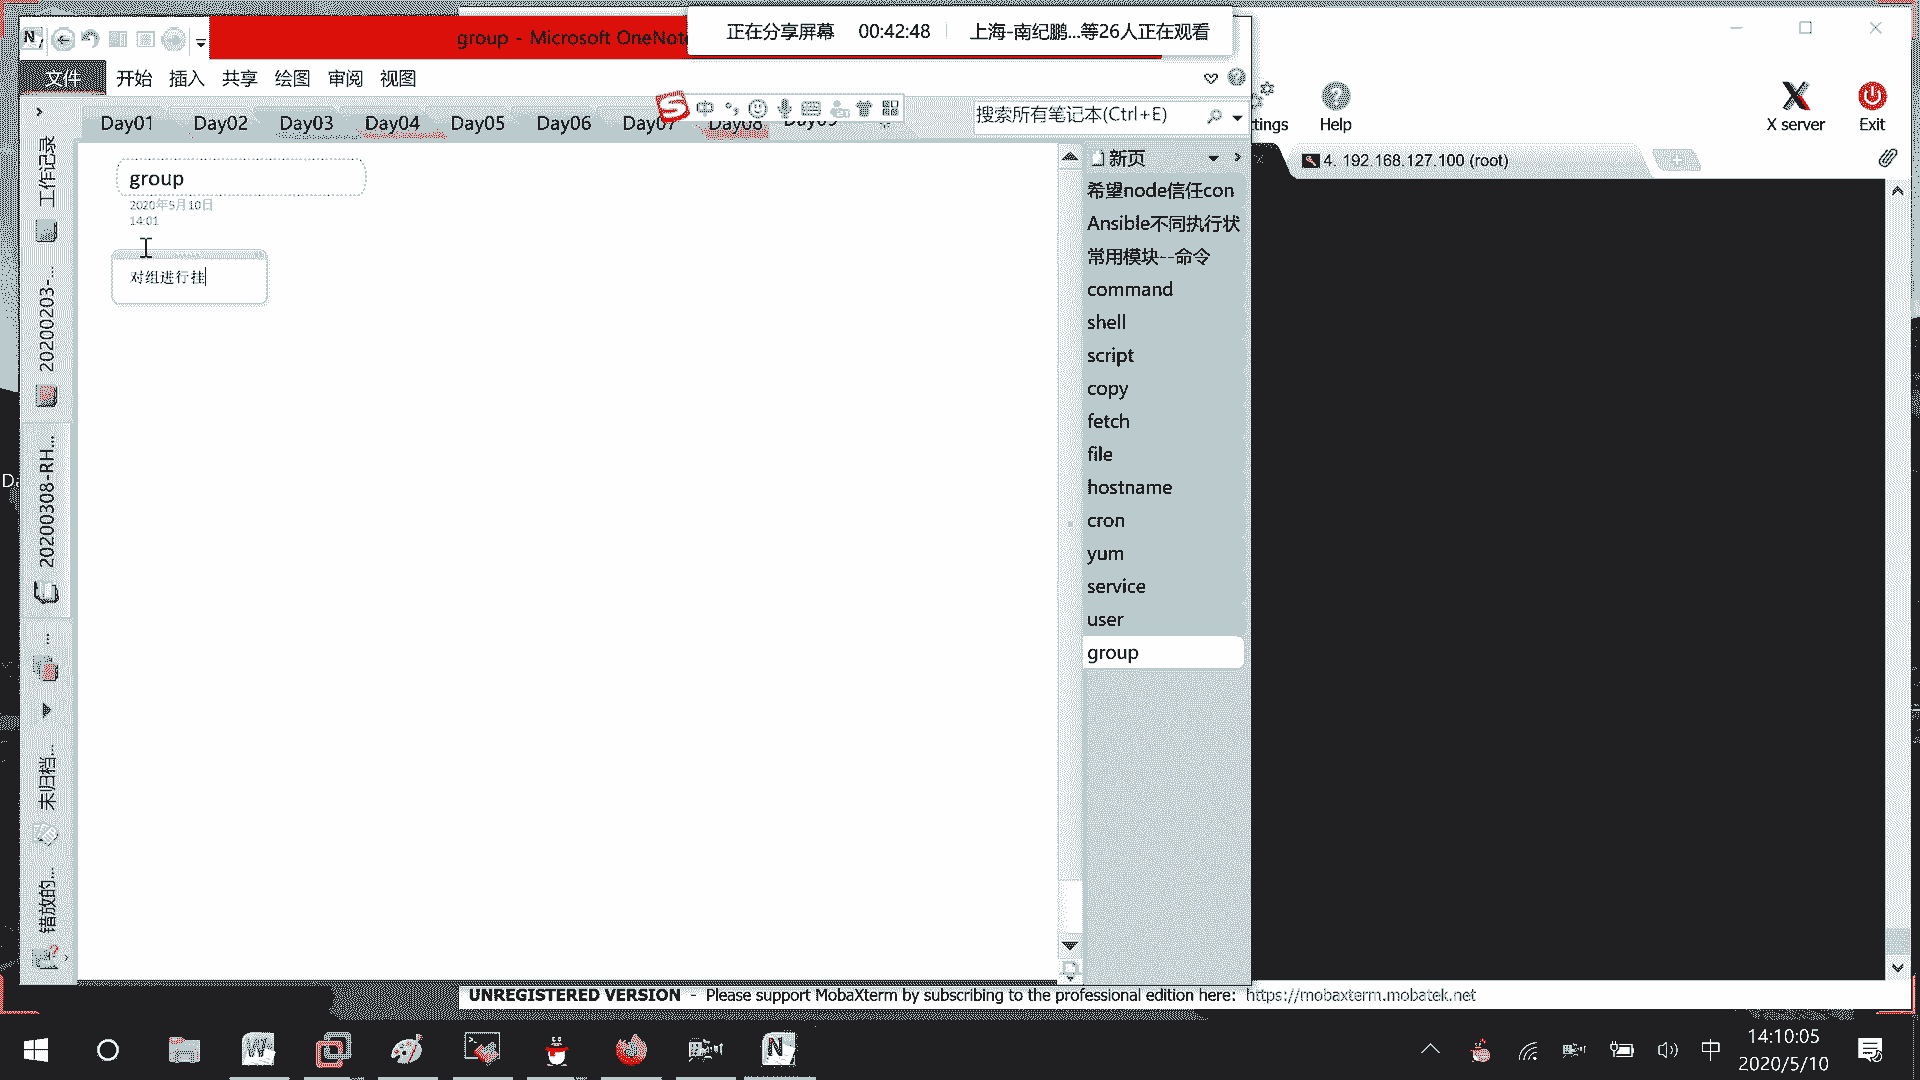 正在分享屏幕 00:42:48 上海-南纪鹏...等26人正在观看
group - Microsoft OneNote
文件 开始 插入 共享 绘图 审阅 视图
Help
X server
Exit
Day01 Day02 Day03 Day04 Day05 Day06 Day07 Day08
中
搜索所有笔记本(Ctrl+E)
4. 192.168.127.100 (root)
group
2020年5月10日
14:01
对组进行挂
新页
希望node信任con
Ansible不同执行状
常用模块--命令
command
shell
script
copy
fetch
file
hostname
cron
yum
service
user
group
工作记录
20200203-...
20200308-RH...
...
未归档...
错放的...
UNREGISTERED VERSION - Please support MobaXterm by subscribing to the professional edition here: https://mobaxterm.mobatek.net
中
14:10:05
2020/5/10